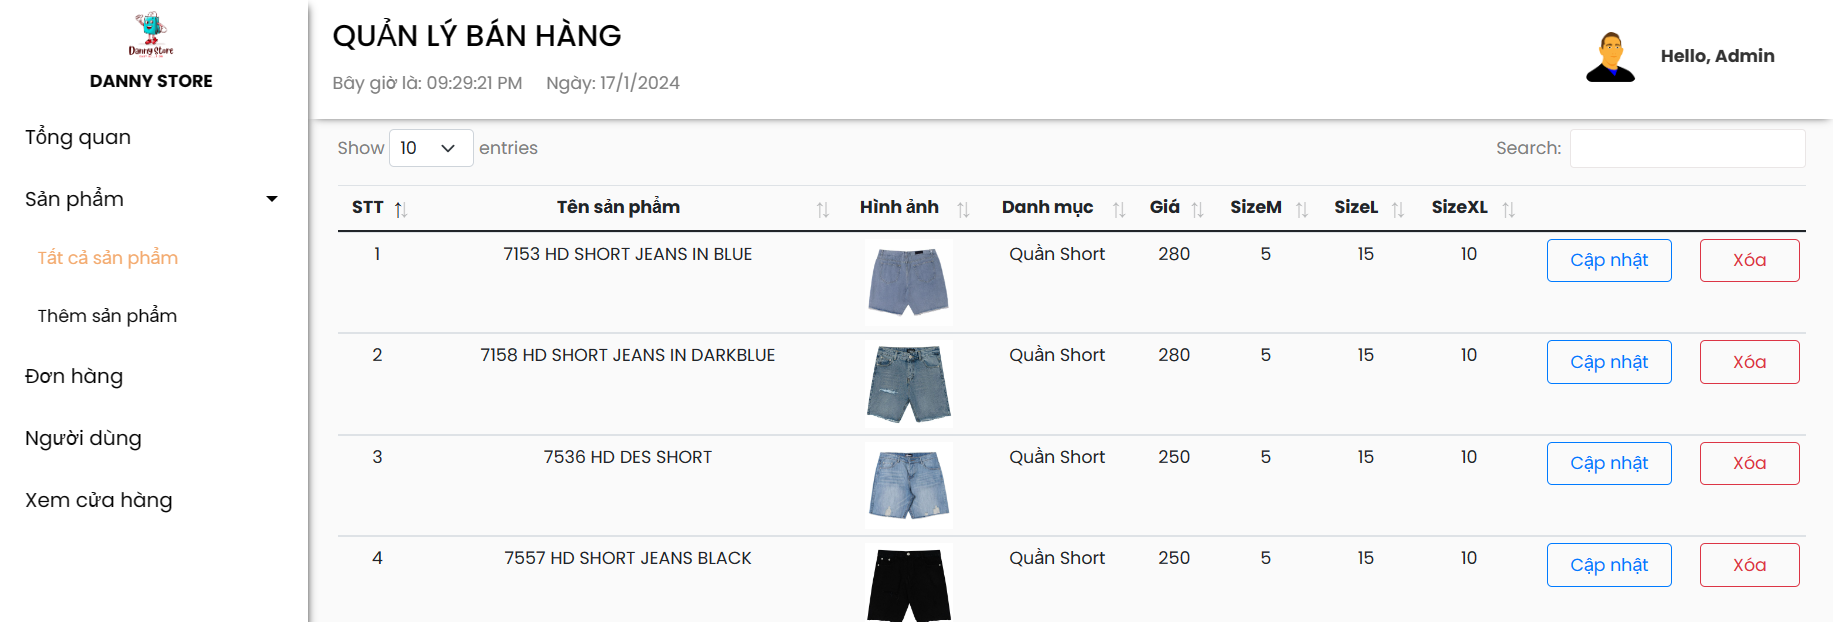 Danny Store
DANNY STORE
Tổng quan
Sản phẩm
Tất cả sản phẩm
Thêm sản phẩm
Đơn hàng
Người dùng
Xem cửa hàng
QUẢN LÝ BÁN HÀNG
Bây giờ là: 09:29:21 PM Ngày: 17/1/2024
Hello, Admin
Show 10 entries
Search:
STT Tên sản phẩm Hình ảnh Danh mục Giá SizeM SizeL SizeXL
1 7153 HD SHORT JEANS IN BLUE Quần Short 280 5 15 10 Cập nhật Xóa
2 7158 HD SHORT JEANS IN DARKBLUE Quần Short 280 5 15 10 Cập nhật Xóa
3 7536 HD DES SHORT Quần Short 250 5 15 10 Cập nhật Xóa
4 7557 HD SHORT JEANS BLACK Quần Short 250 5 15 10 Cập nhật Xóa